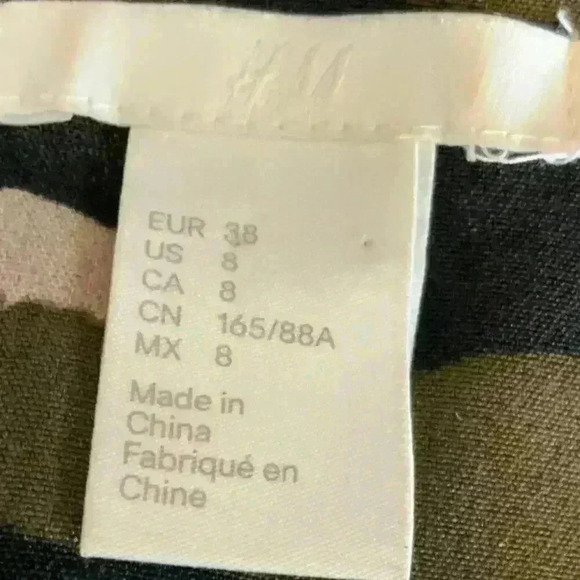 H&M
EUR 38
US 8
CA 8
CN 165/88A
MX 8
Made in
China
Fabriqué en
Chine